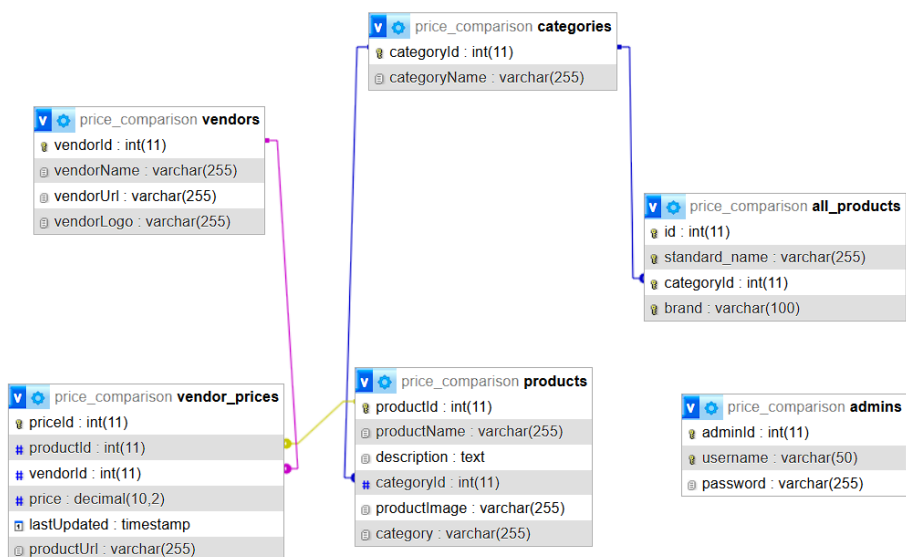 price_comparison categories
categoryId : int(11)
categoryName : varchar(255)
price_comparison vendors
vendorId : int(11)
vendorName : varchar(255)
vendorUrl : varchar(255)
vendorLogo : varchar(255)
price_comparison all_products
id : int(11)
standard_name : varchar(255)
categoryId : int(11)
brand : varchar(100)
price_comparison vendor_prices
priceId : int(11)
productId : int(11)
vendorId : int(11)
price : decimal(10,2)
lastUpdated : timestamp
productUrl : varchar(255)
price_comparison products
productId : int(11)
productName : varchar(255)
description : text
categoryId : int(11)
productImage : varchar(255)
category : varchar(255)
price_comparison admins
adminId : int(11)
username : varchar(50)
password : varchar(255)